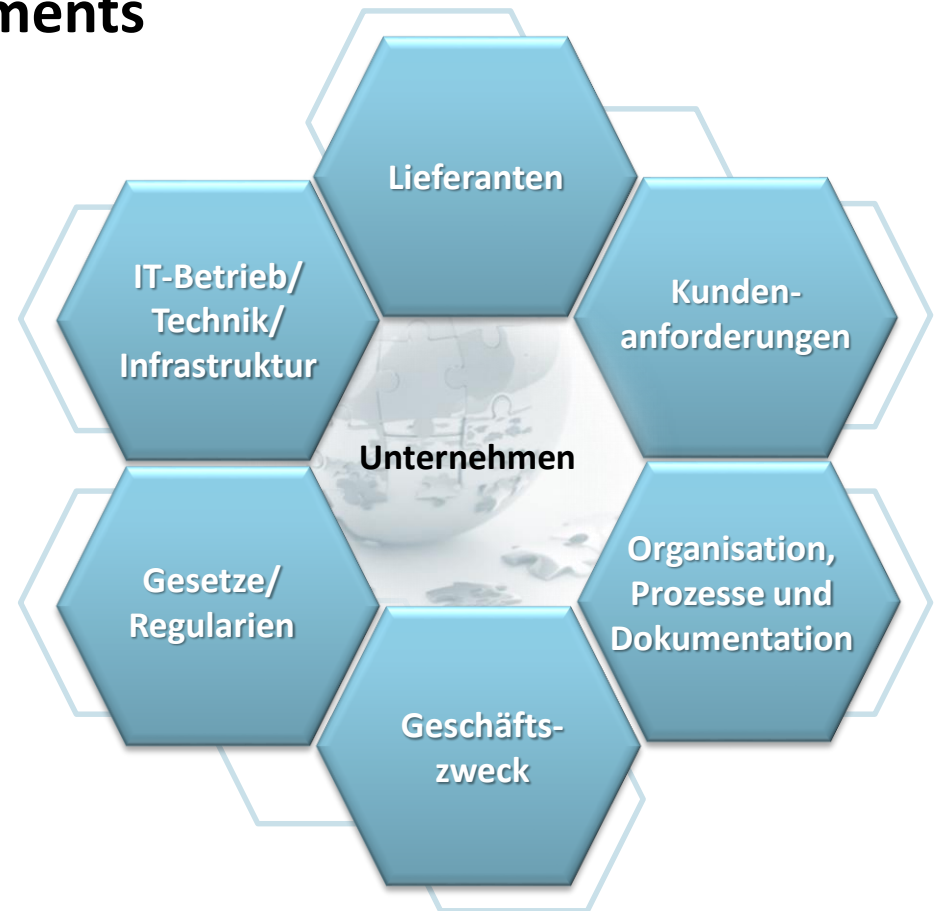 ments
Lieferanten
IT-Betrieb/
Technik/
Infrastruktur
Kunden-
anforderungen
Unternehmen
Gesetze/
Regularien
Organisation,
Prozesse und
Dokumentation
Geschäfts-
zweck